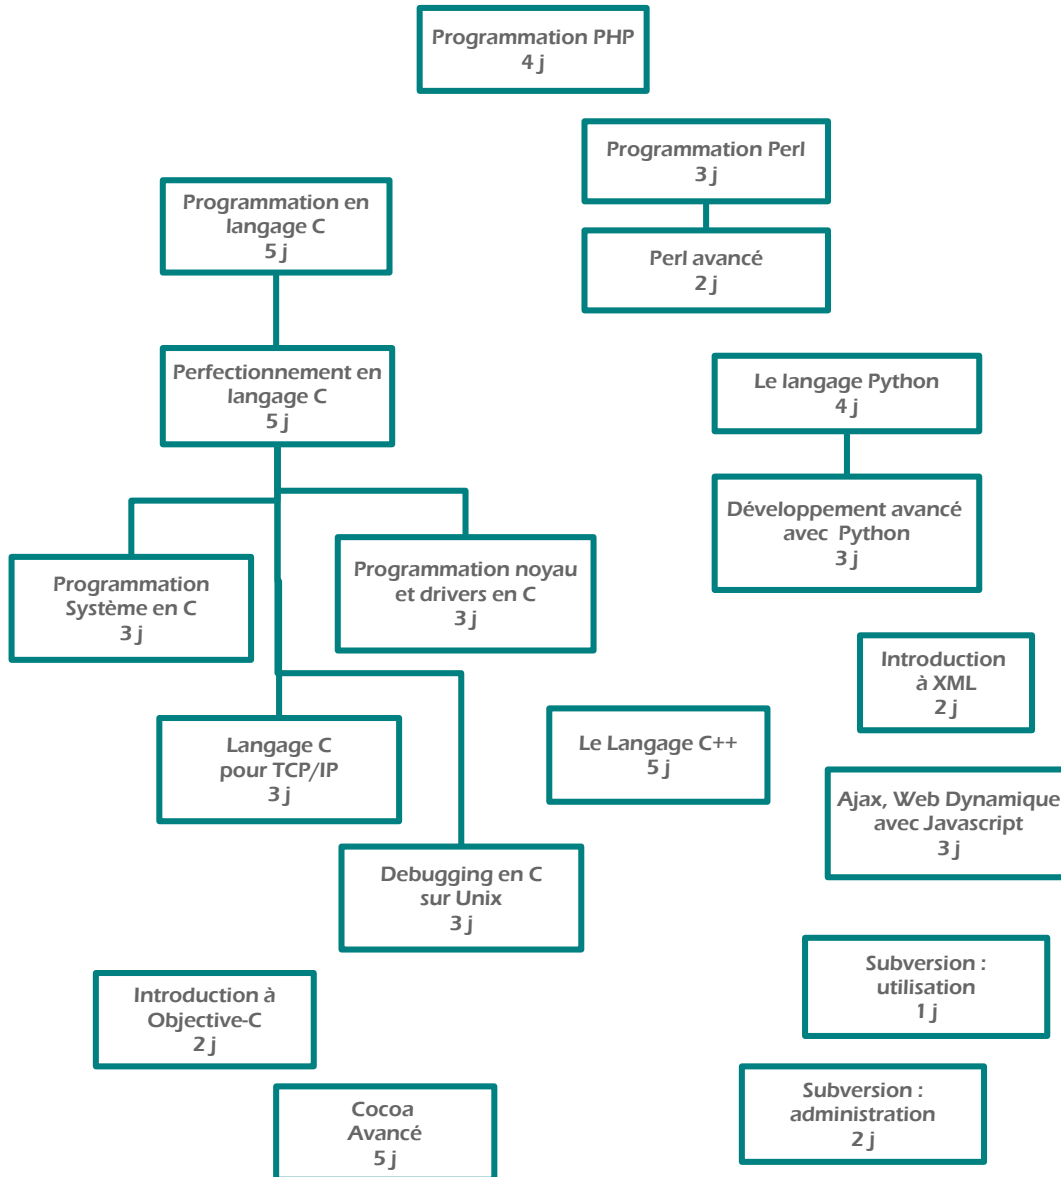 Programmation PHP
4 j
Programmation Perl
3 j
Programmation en
langage C
5 j
Perl avancé
2 j
Perfectionnement en
langage C
5 j
Le langage Python
4 j
Développement avancé
avec Python
3 j
Programmation
Système en C
3 j
Programmation noyau
et drivers en C
3 j
Introduction
à XML
2 j
Langage C
pour TCP/IP
3 j
Le Langage C++
5 j
Ajax, Web Dynamique
avec Javascript
3 j
Debugging en C
sur Unix
3 j
Subversion :
utilisation
1 j
Introduction à
Objective-C
2 j
Subversion :
administration
2 j
Cocoa
Avancé
5 j